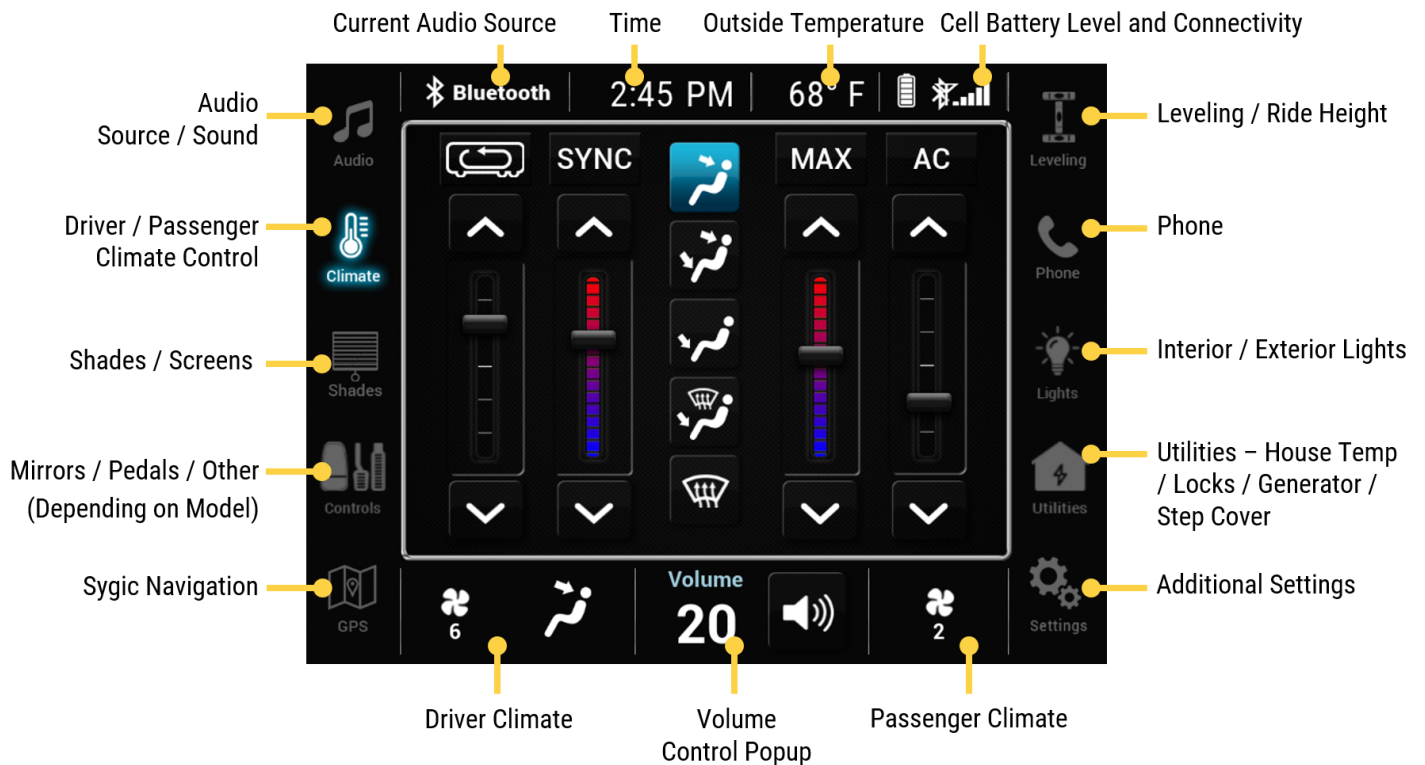 Current Audio Source
Time
Outside Temperature
Cell Battery Level and Connectivity
Bluetooth
2:45 PM
68° F
Audio
Source / Sound
Audio
Driver / Passenger
Climate Control
Climate
Shades / Screens
Shades
Mirrors / Pedals / Other
(Depending on Model)
Controls
Sygic Navigation
GPS
SYNC
MAX
AC
Leveling
Leveling / Ride Height
Phone
Phone
Lights
Interior / Exterior Lights
Utilities
Utilities – House Temp
/ Locks / Generator /
Step Cover
Settings
Additional Settings
6
Volume
20
2
Driver Climate
Volume
Control Popup
Passenger Climate